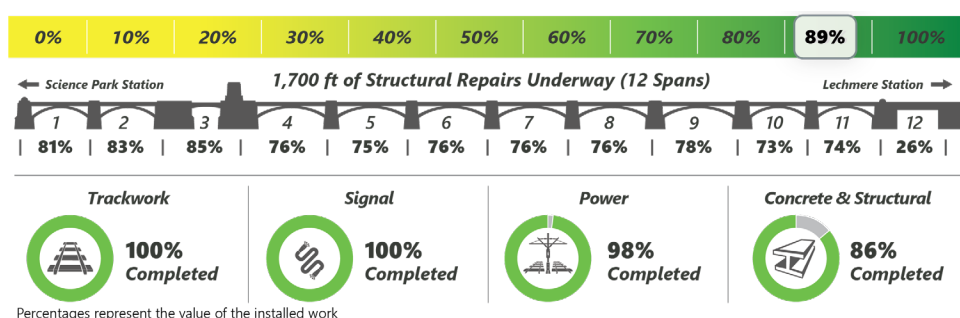 0% 10% 20% 30% 40% 50% 60% 70% 80% 89% 100%
Science Park Station 1,700 ft of Structural Repairs Underway (12 Spans) Lechmere Station
1 2 3 4 5 6 7 8 9 10 11 12
| 81% | 83% | 85% | 76% | 75% | 76% | 76% | 76% | 78% | 73% | 74% | 26% |
Trackwork Signal Power Concrete & Structural
100% 100% 98% 86%
Completed Completed Completed Completed
Percentages represent the value of the installed work